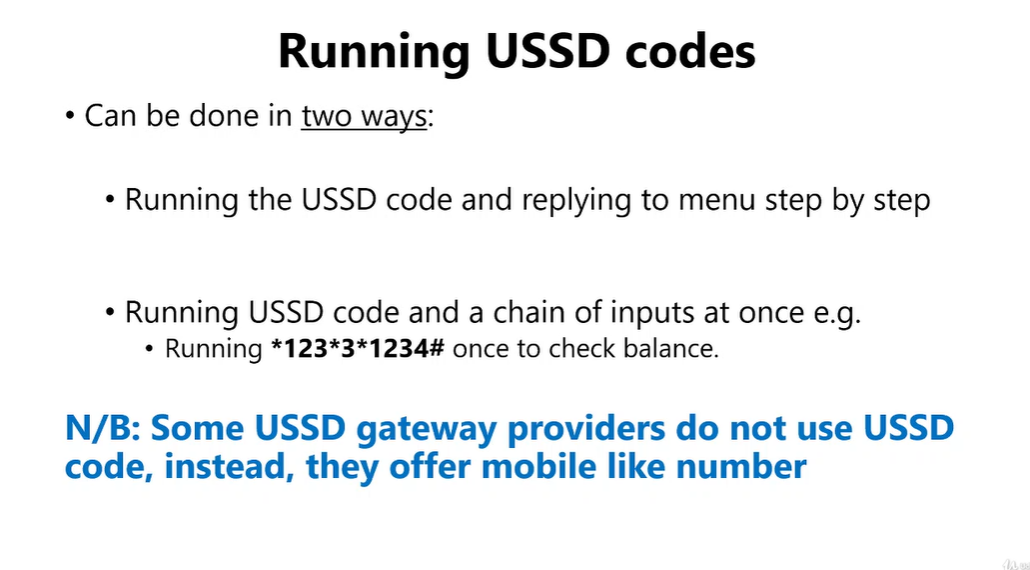 Running USSD codes
• Can be done in two ways:
• Running the USSD code and replying to menu step by step
• Running USSD code and a chain of inputs at once e.g.
• Running *123*3*1234# once to check balance.
N/B: Some USSD gateway providers do not use USSD
code, instead, they offer mobile like number